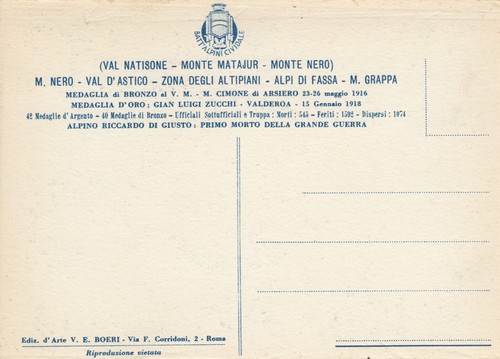 BATT. ALPINI CIVIDALE
(VAL NATISONE – MONTE MATAJUR - MONTE NERO)
M. NERO - VAL D'ASTICO – ZONA DEGLI ALTIPIANI - ALPI DI FASSA - M. GRAPPA
MEDAGLIA di BRONZO al V. M. - M. CIMONE di ARSIERO 23-26 maggio 1916
MEDAGLIA D'ORO: GIAN LUIGI ZUCCHI - VALDEROA - 15 Gennaio 1918
42 Medaglie d'Argento - 40 Medaglie di Bronzo - Ufficiali Sottufficiali e Truppa: Morti: 545 - Feriti: 1592 - Dispersi: 1074
ALPINO RICCARDO DI GIUSTO: PRIMO MORTO DELLA GRANDE GUERRA
Ediz. d'Arte V. E. BOERI - Via F. Corridoni, 2 - Roma
Riproduzione vietata